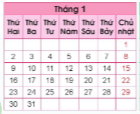 Tháng 1
Thứ Hai Thứ Ba Thứ Tư Thứ Năm Thứ Sáu Thứ Bảy Chủ nhật
1
2 3 4 5 6 7 8
9 10 11 12 13 14 15
16 17 18 19 20 21 22
23 24 25 26 27 28 29
30 31